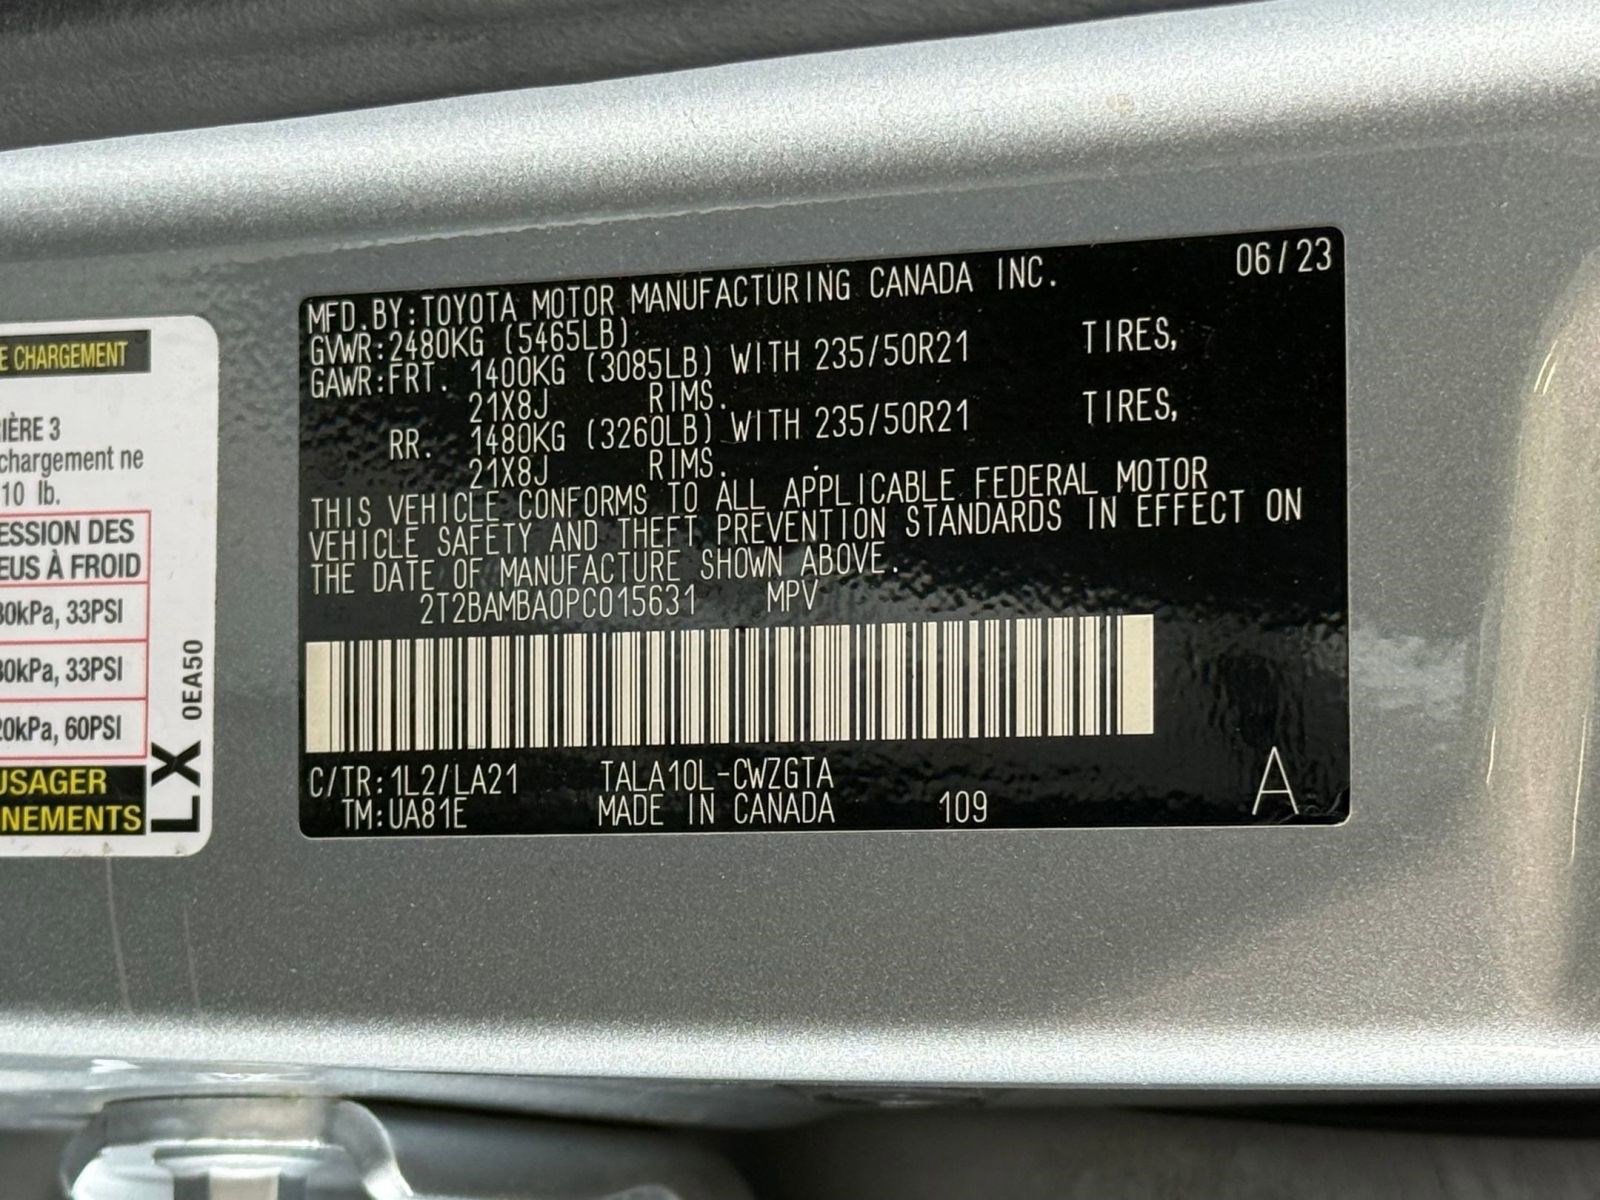 E CHARGEMENT
IÈRE 3
chargement ne
10 lb.
ESSION DES
EUS À FROID
30kPa, 33PSI
30kPa, 33PSI
20kPa, 60PSI
USAGER
NEMENTS
LX 0EA50
MFD.BY:TOYOTA MOTOR MANUFACTURING CANADA INC. 06/23
GVWR:2480KG (5465LB)
GAWR:FRT. 1400KG (3085LB) WITH 235/50R21 TIRES,
21X8J RIMS.
RR. 1480KG (3260LB) WITH 235/50R21 TIRES,
21X8J RIMS.
THIS VEHICLE CONFORMS TO ALL APPLICABLE FEDERAL MOTOR
VEHICLE SAFETY AND THEFT PREVENTION STANDARDS IN EFFECT ON
THE DATE OF MANUFACTURE SHOWN ABOVE.
2T2BAMBA0PC015631 MPV
C/TR:1L2/LA21 TALA10L-CWZGTA
TM:UA81E MADE IN CANADA 109 A